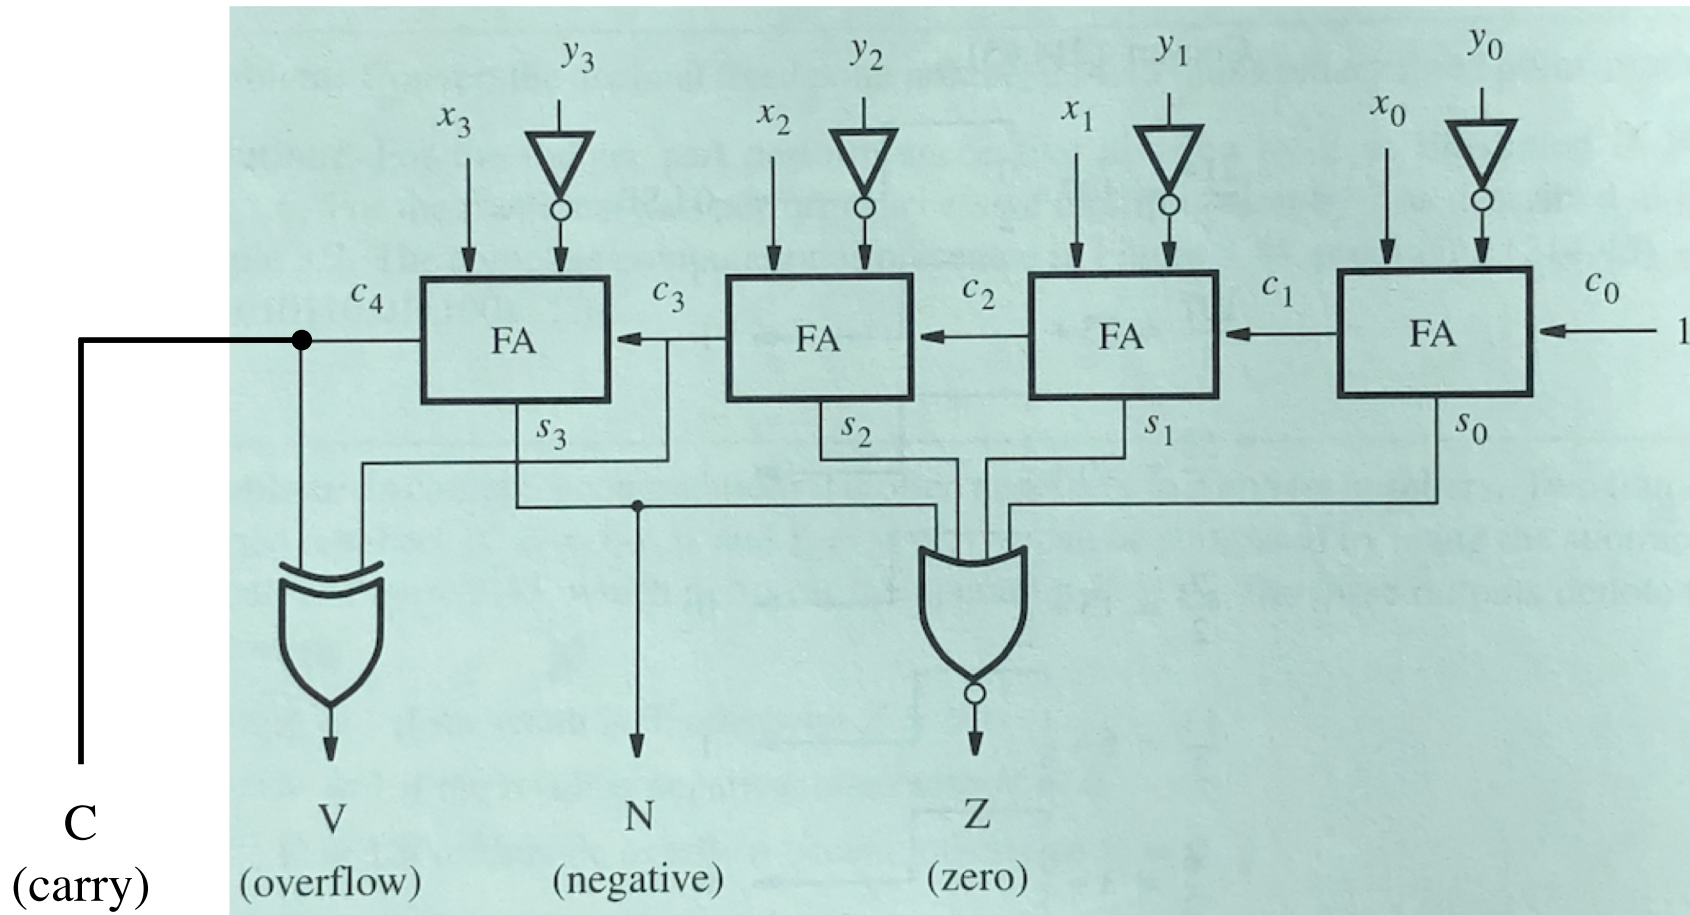 y3 y2 y1 y0
x3 x2 x1 x0
c4 c3 c2 c1 c0
FA FA FA FA 1
s3 s2 s1 s0
C V N Z
(carry) (overflow) (negative) (zero)